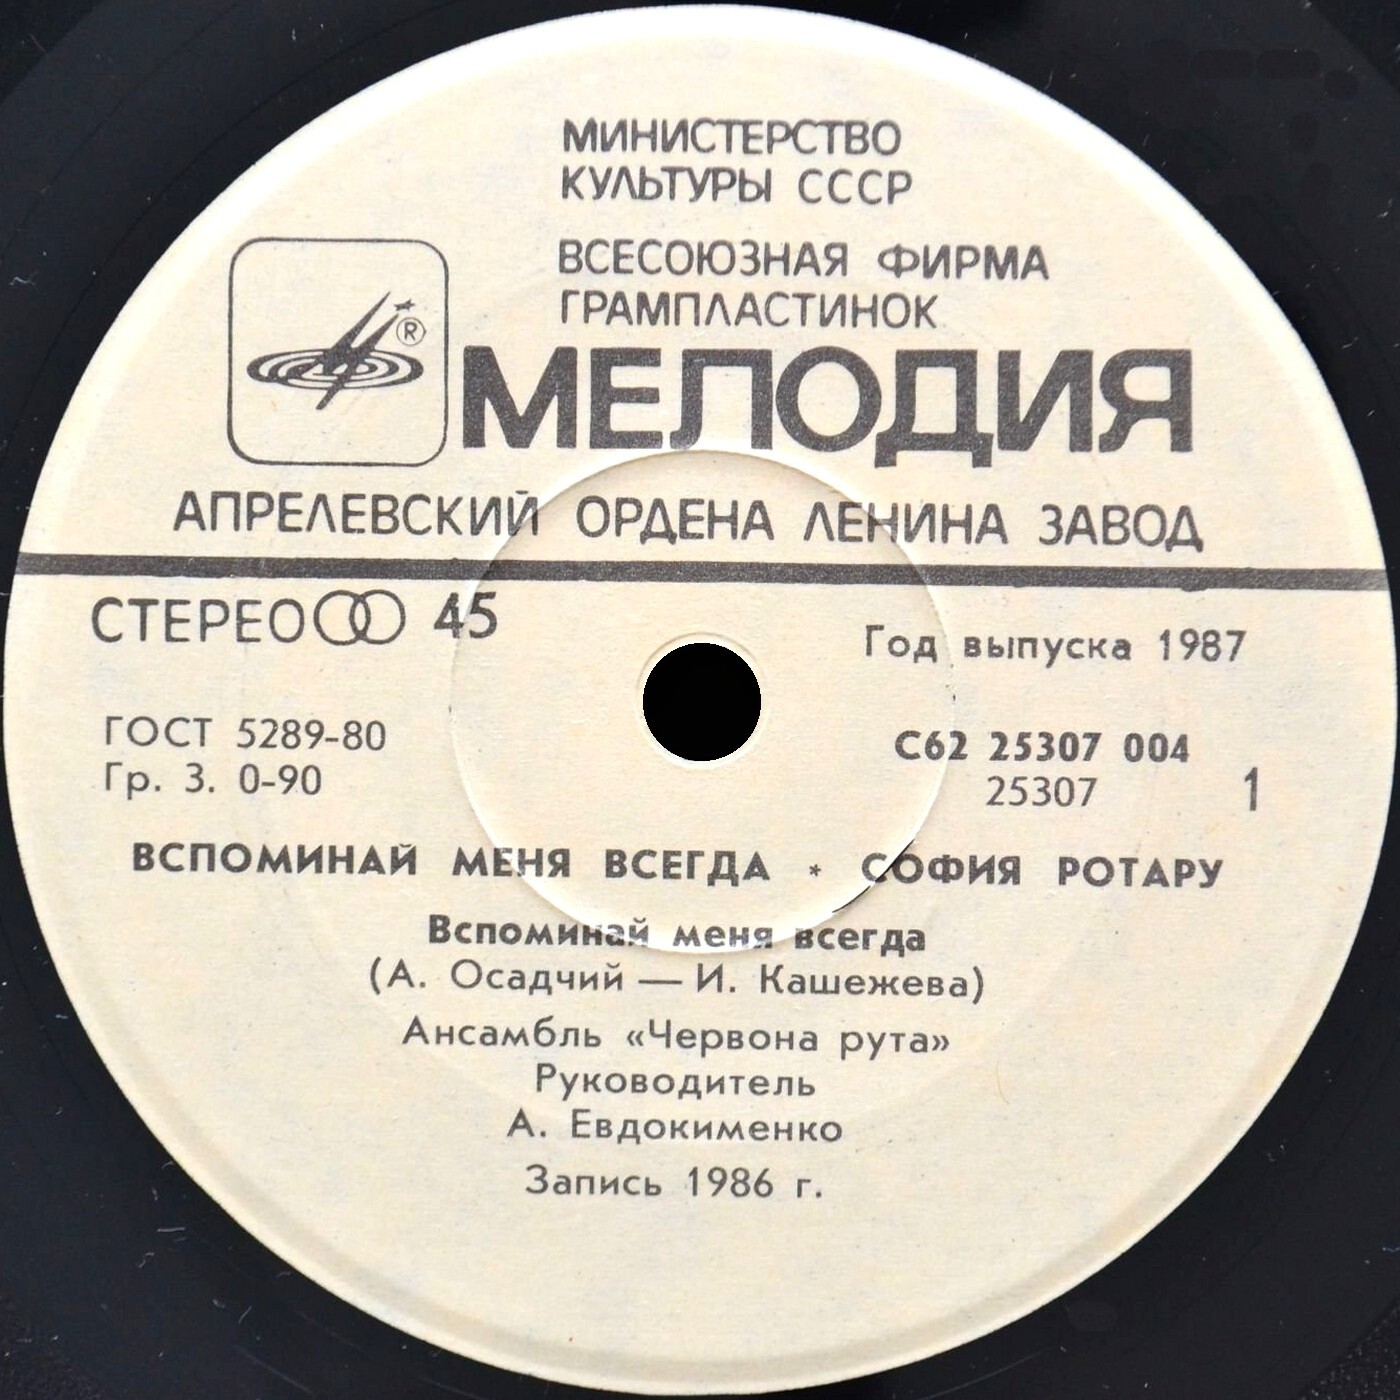 МИНИСТЕРСТВО
КУЛЬТУРЫ СССР
ВСЕСОЮЗНАЯ ФИРМА
ГРАМПЛАСТИНОК
®
МЕЛОДИЯ
АПРЕЛЕВСКИЙ ОРДЕНА ЛЕНИНА ЗАВОД
СТЕРЕО 45
Год выпуска 1987
ГОСТ 5289-80
Гр. 3. 0-90
С62 25307 004
25307 1
ВСПОМИНАЙ МЕНЯ ВСЕГДА * СОФИЯ РОТАРУ
Вспоминай меня всегда
(А. Осадчий — И. Кашежева)
Ансамбль «Червона рута»
Руководитель
А. Евдокименко
Запись 1986 г.